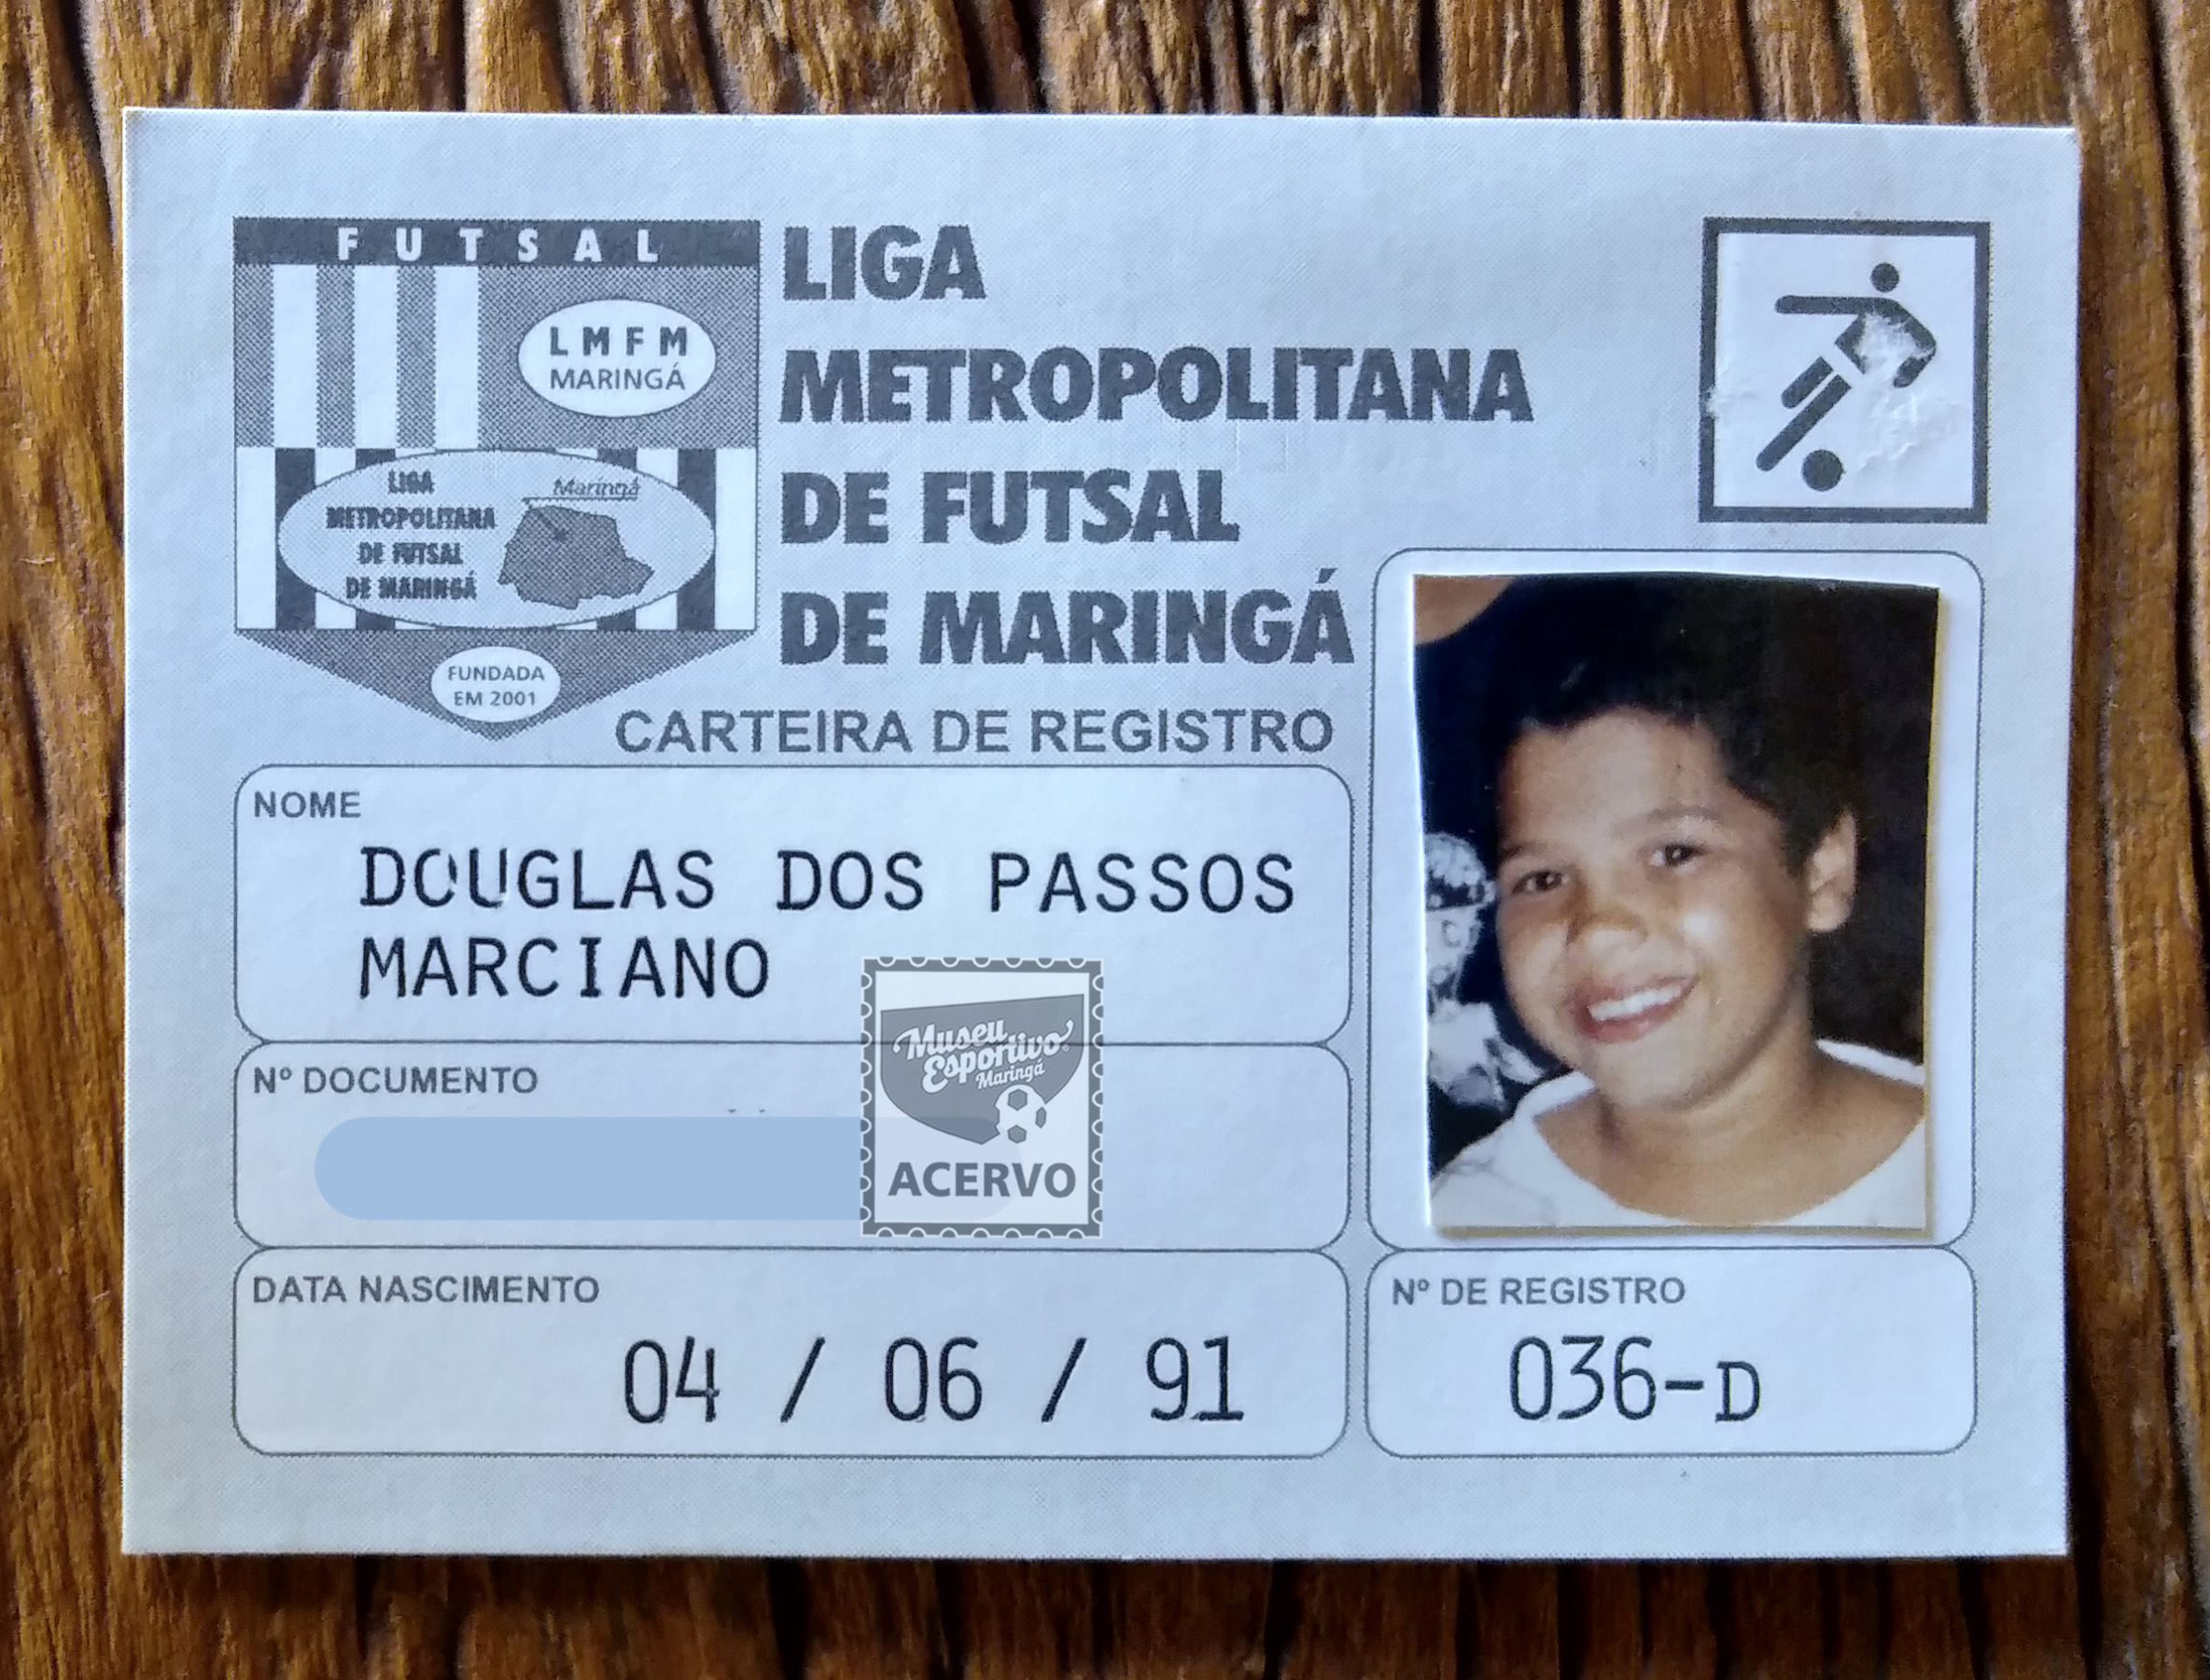 FUTSAL
LMFM
MARINGÁ
LIGA
METROPOLITANA
DE FUTSAL
DE MARINGÁ
Maringá
FUNDADA
EM 2001
LIGA
METROPOLITANA
DE FUTSAL
DE MARINGÁ
CARTEIRA DE REGISTRO
NOME
DOUGLAS DOS PASSOS
MARCIANO
Nº DOCUMENTO
Museu
Esportivo
Maringá
ACERVO
DATA NASCIMENTO
04 / 06 / 91
Nº DE REGISTRO
036-D